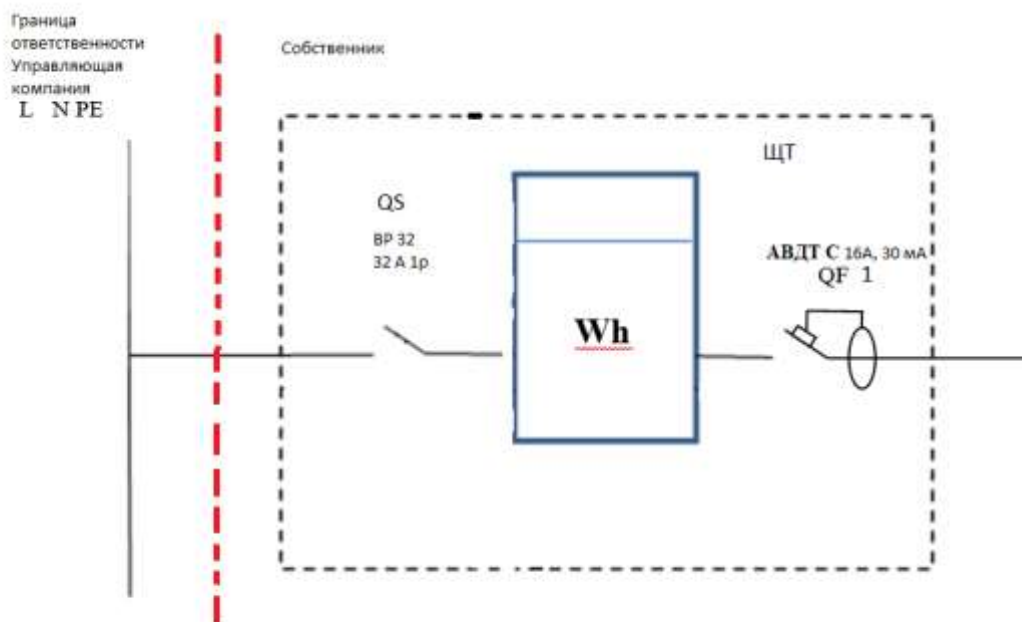 Граница
ответственности
Управляющая
компания
L N PE
Собственник
ЩТ
QS
ВР 32
32 А 1р
Wh
АВДТ С 16А, 30 мА
QF 1